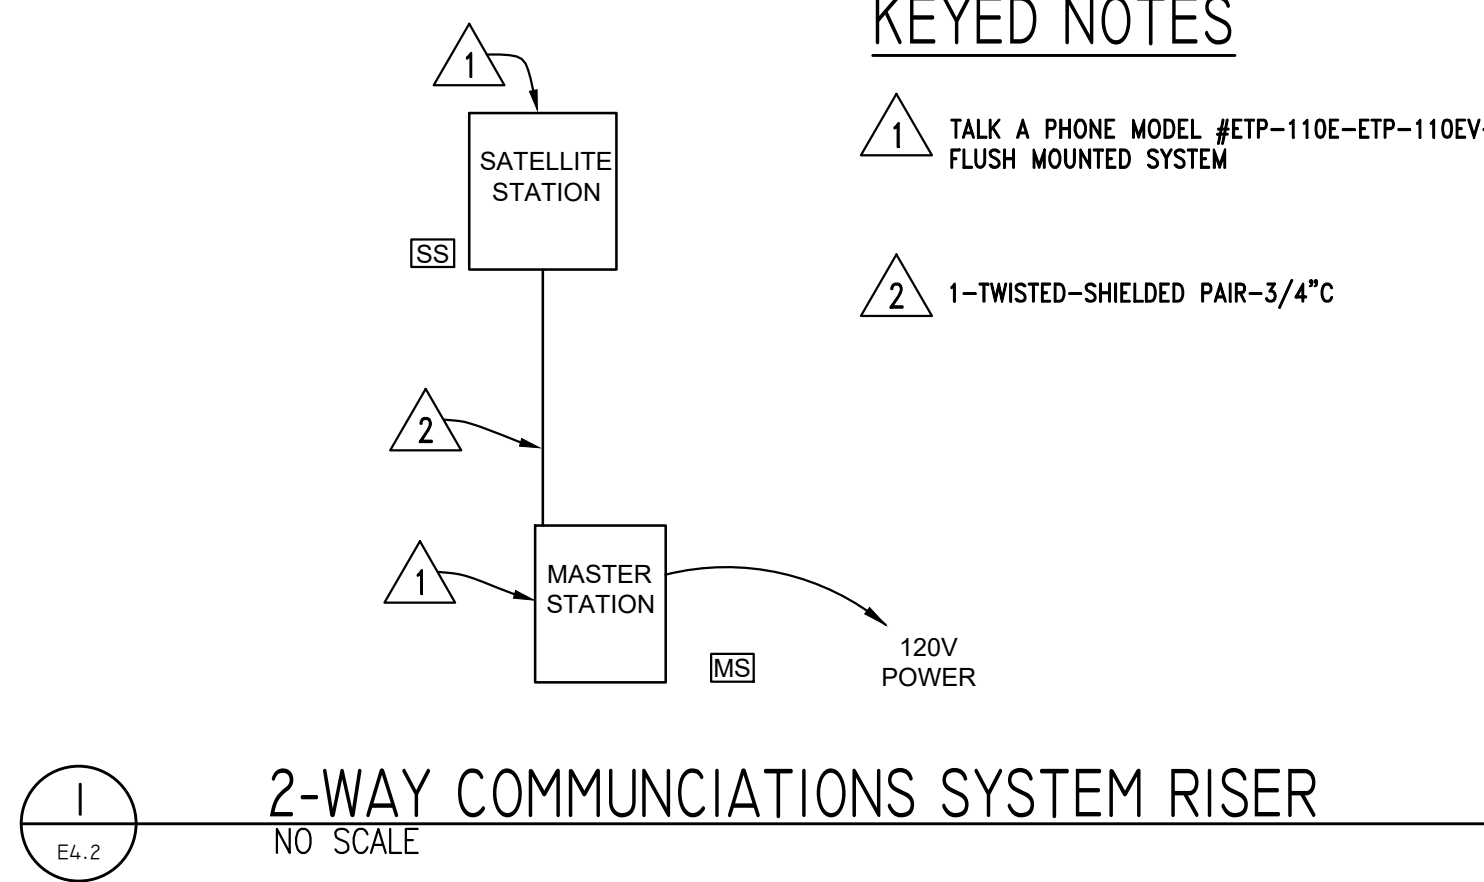 KEYED NOTES
1
SATELLITE
STATION
SS
1
TALK A PHONE MODEL #ETP-110E-ETP-110EV-
FLUSH MOUNTED SYSTEM
2
1-TWISTED-SHIELDED PAIR-3/4"C
2
1
MASTER
STATION
MS
120V
POWER
1
E4.2
2-WAY COMMUNCIATIONS SYSTEM RISER
NO SCALE